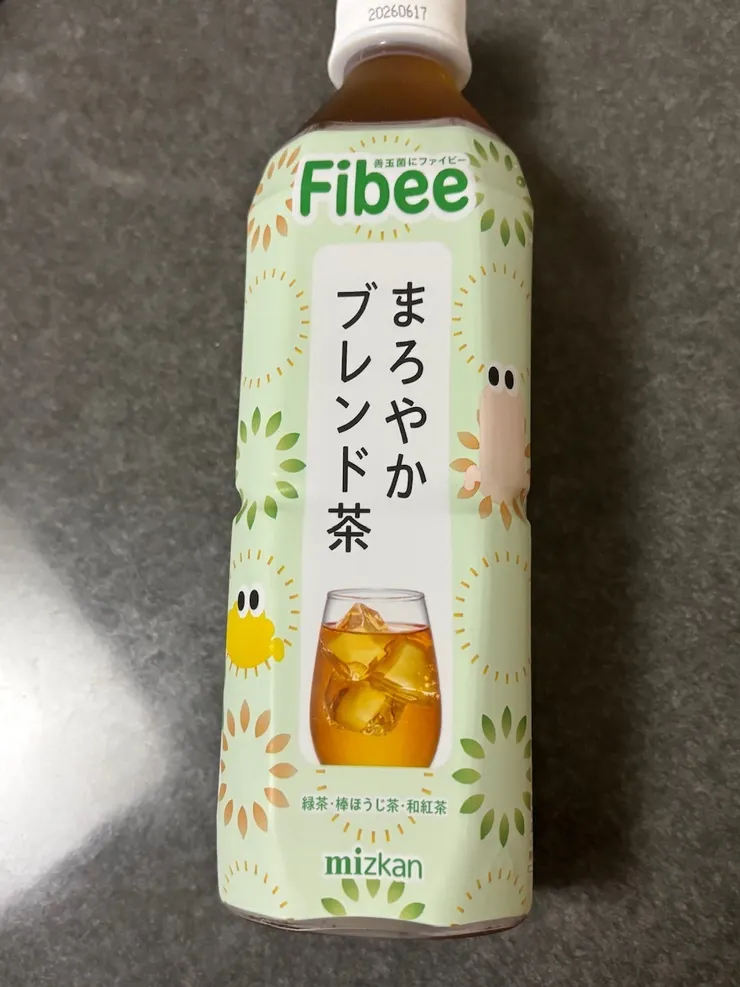 20260617
善玉菌にファイビー
Fibee
まろやか
ブレンド茶
緑茶・棒ほうじ茶・和紅茶
mizkan